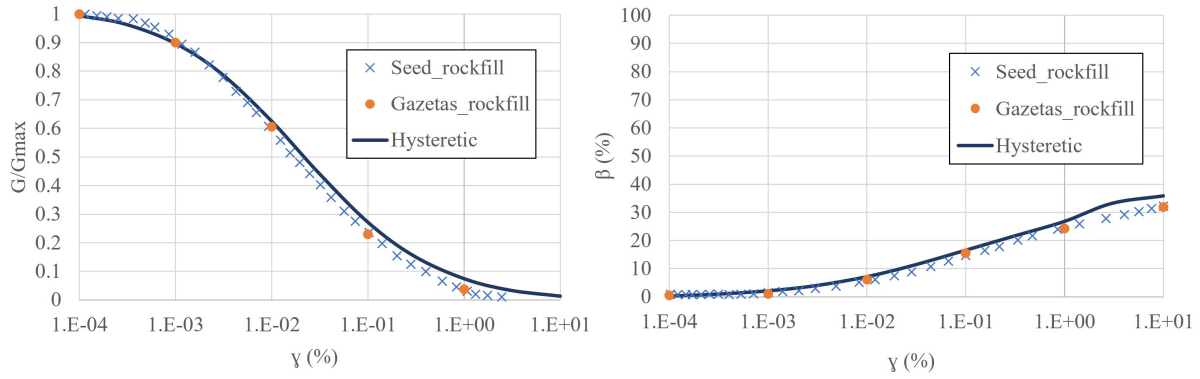 1
0.9
0.8
0.7
0.6
0.5
0.4
0.3
0.2
0.1
0
G/Gmax
Seed_rockfill
Gazetas_rockfill
Hysteretic
1.E-04 1.E-03 1.E-02 1.E-01 1.E+00 1.E+01
ɣ (%)
100
90
80
70
60
50
40
30
20
10
0
β (%)
Seed_rockfill
Gazetas_rockfill
Hysteretic
1.E-04 1.E-03 1.E-02 1.E-01 1.E+00 1.E+01
ɣ (%)